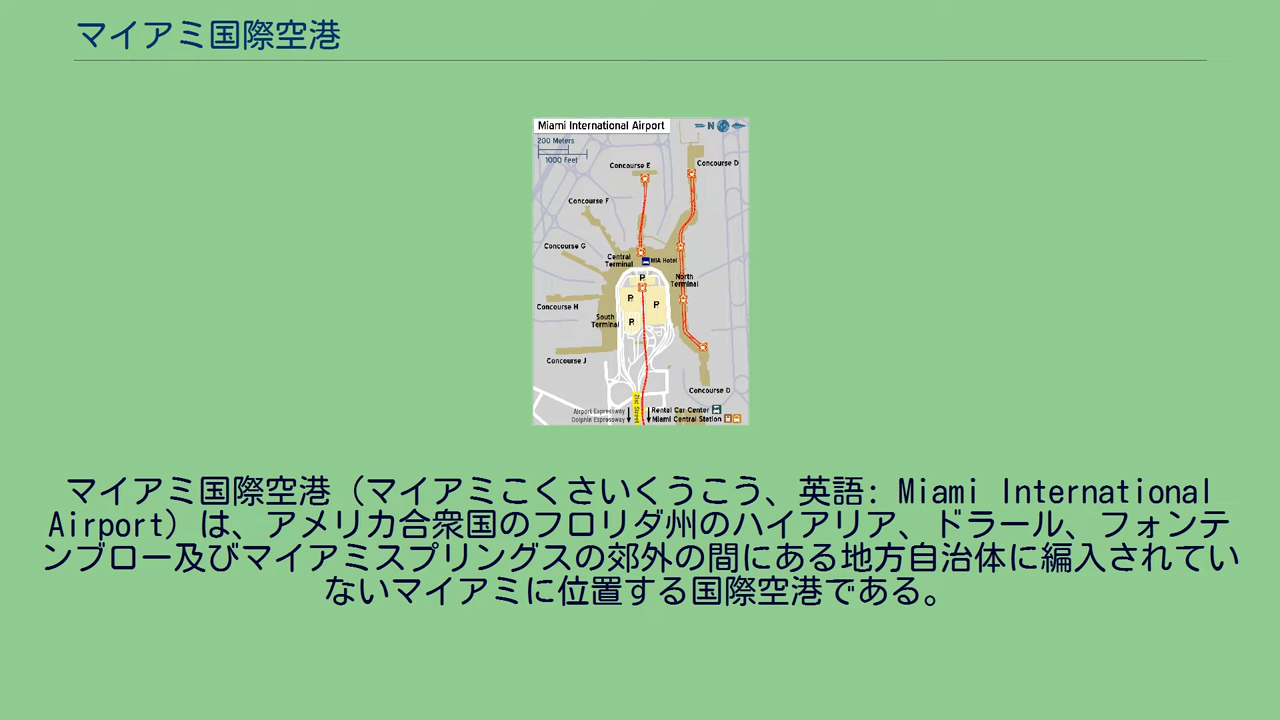 マイアミ国際空港
Miami International Airport
N
200 Meters
1000 Feet
Concourse E
Concourse D
Concourse F
Concourse G
Central
Terminal
MIA Hotel
P
North
Terminal
P
P
Concourse H
South
Terminal
P
Concourse J
Concourse D
21st Street
Airport Expressway
Rental Car Center
Dolphin Expressway
Miami Central Station
マイアミ国際空港（マイアミこくさいくうこう、英語: Miami International
Airport）は、アメリカ合衆国のフロリダ州のハイアリア、ドラール、フォンテ
ンブロー及びマイアミスプリングスの郊外の間にある地方自治体に編入されてい
ないマイアミに位置する国際空港である。